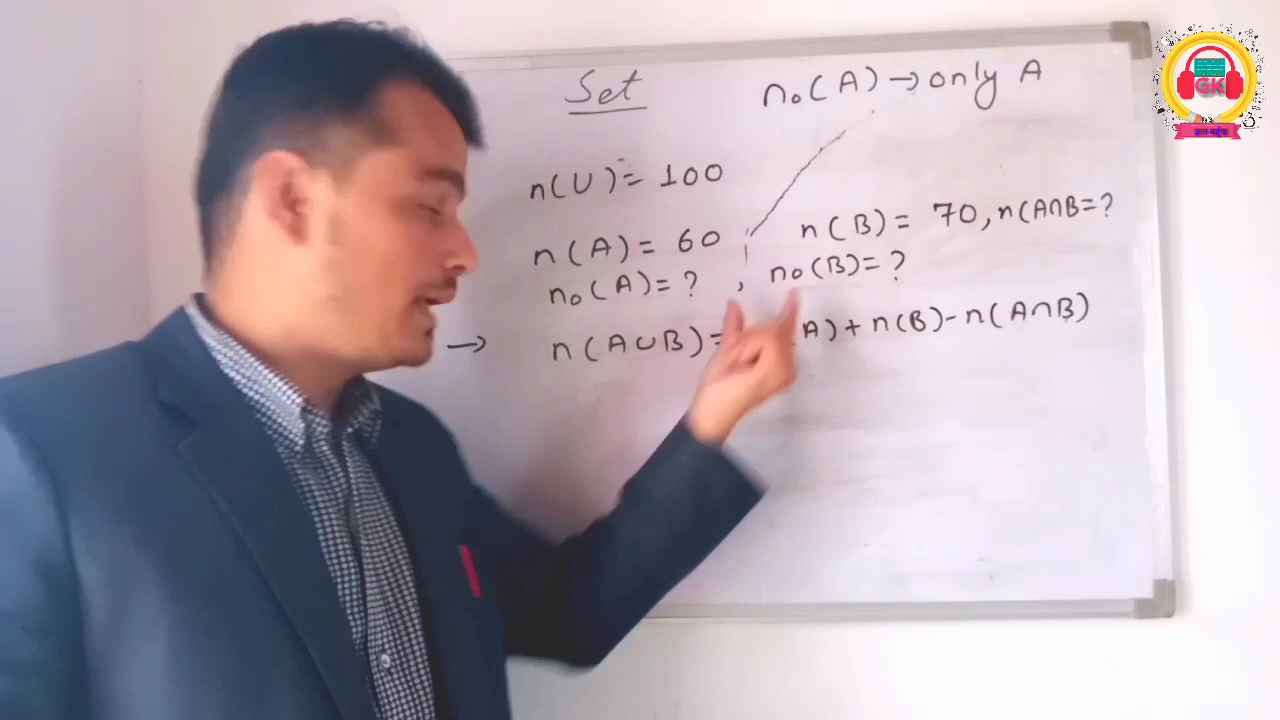 Set
n₀(A) → only A
n(U) = 100
n(A) = 60
n(B) = 70, n(A∩B = ?
n₀(A) = ? , n₀(B) = ?
→ n(A∪B) = (A) + n(B) - n(A∩B)
GK